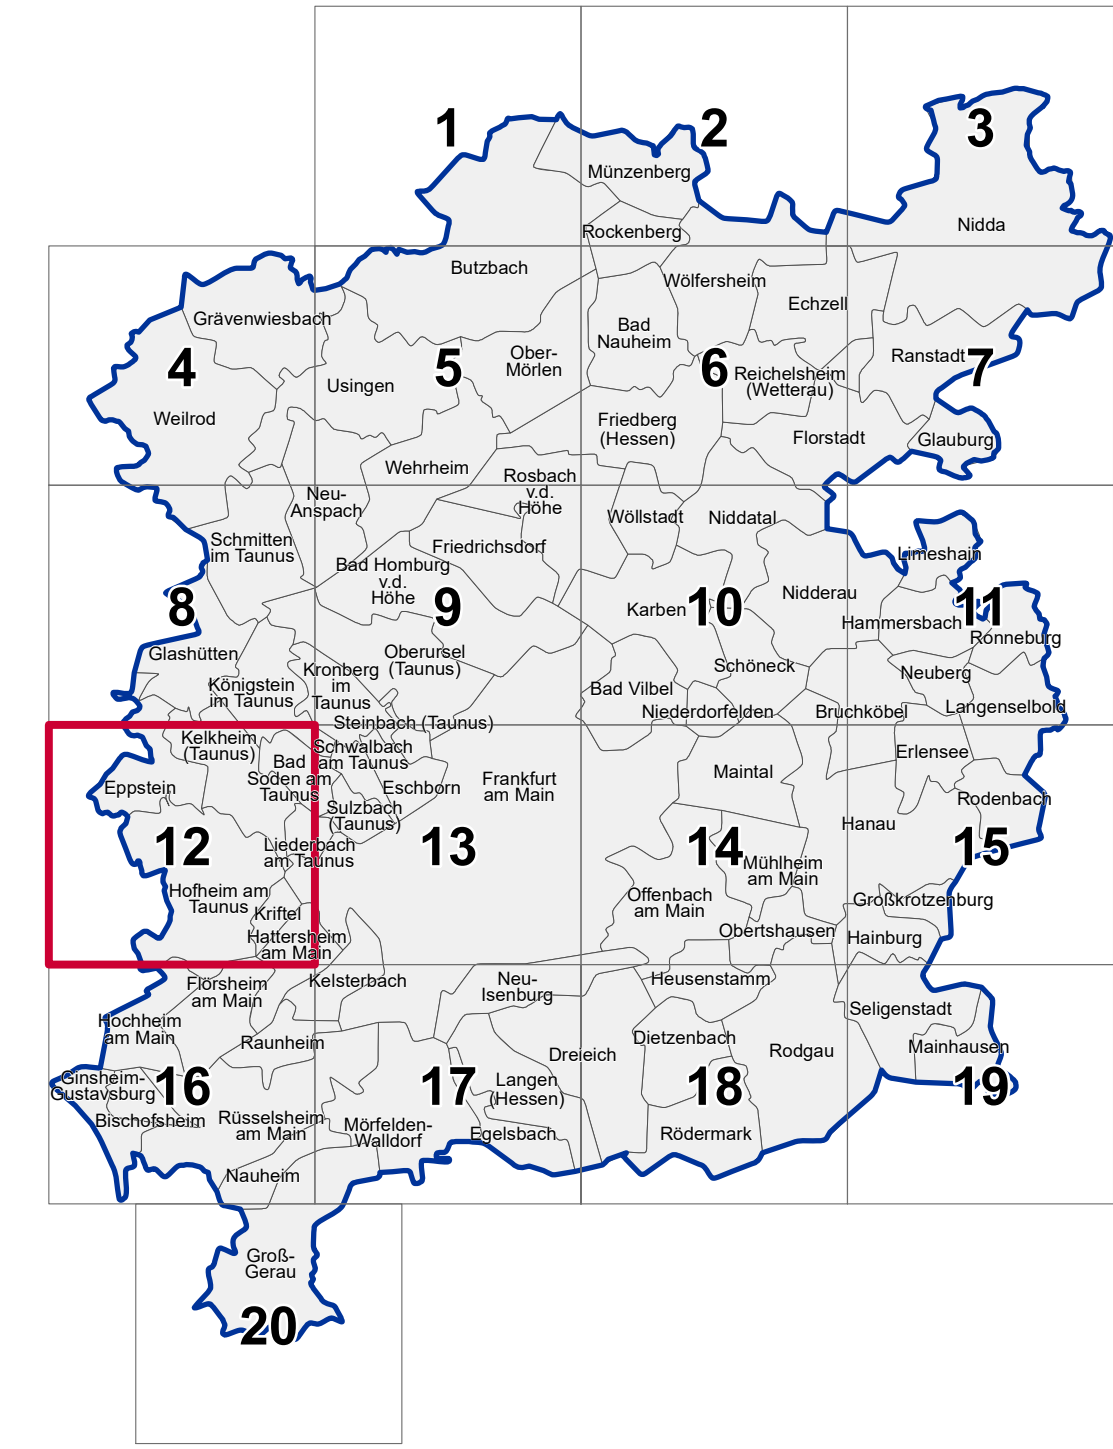 1
2
3
Münzenberg
Nidda
Rockenberg
Butzbach
Wölfersheim
Echzell
Grävenwiesbach
Bad
Nauheim
Ober-
Mörlen
Ranstadt
4
5
6
7
Usingen
Reichelsheim
(Wetterau)
Weilrod
Friedberg
(Hessen)
Florstadt
Glauburg
Wehrheim
Rosbach
v.d.
Höhe
Neu-
Anspach
Wöllstadt
Niddatal
Schmitten
im Taunus
Friedrichsdorf
Limeshain
Bad Homburg
v.d.
Höhe
Nidderau
8
9
10
11
Karben
Hammersbach
Ronneburg
Glashütten
Oberursel
(Taunus)
Schöneck
Neuberg
Kronberg
im
Taunus
Königstein
im Taunus
Bad Vilbel
Niederdorfelden
Bruchköbel
Langenselbold
Steinbach (Taunus)
Kelkheim
(Taunus)
Schwalbach
am Taunus
Erlensee
Bad
Soden am
Taunus
Maintal
Eppstein
Eschborn
Frankfurt
am Main
Rodenbach
Sulzbach
(Taunus)
Hanau
12
13
14
15
Liederbach
am Taunus
Mühlheim
am Main
Hofheim am
Taunus
Offenbach
am Main
Großkrotzenburg
Kriftel
Obertshausen
Hainburg
Hattersheim
am Main
Flörsheim
am Main
Kelsterbach
Neu-
Isenburg
Heusenstamm
Seligenstadt
Hochheim
am Main
Raunheim
Dietzenbach
Rodgau
Mainhausen
Dreieich
Ginsheim-
Gustavsburg
16
17
18
19
Langen
(Hessen)
Bischofsheim
Rüsselsheim
am Main
Mörfelden-
Walldorf
Egelsbach
Rödermark
Nauheim
Groß-
Gerau
20